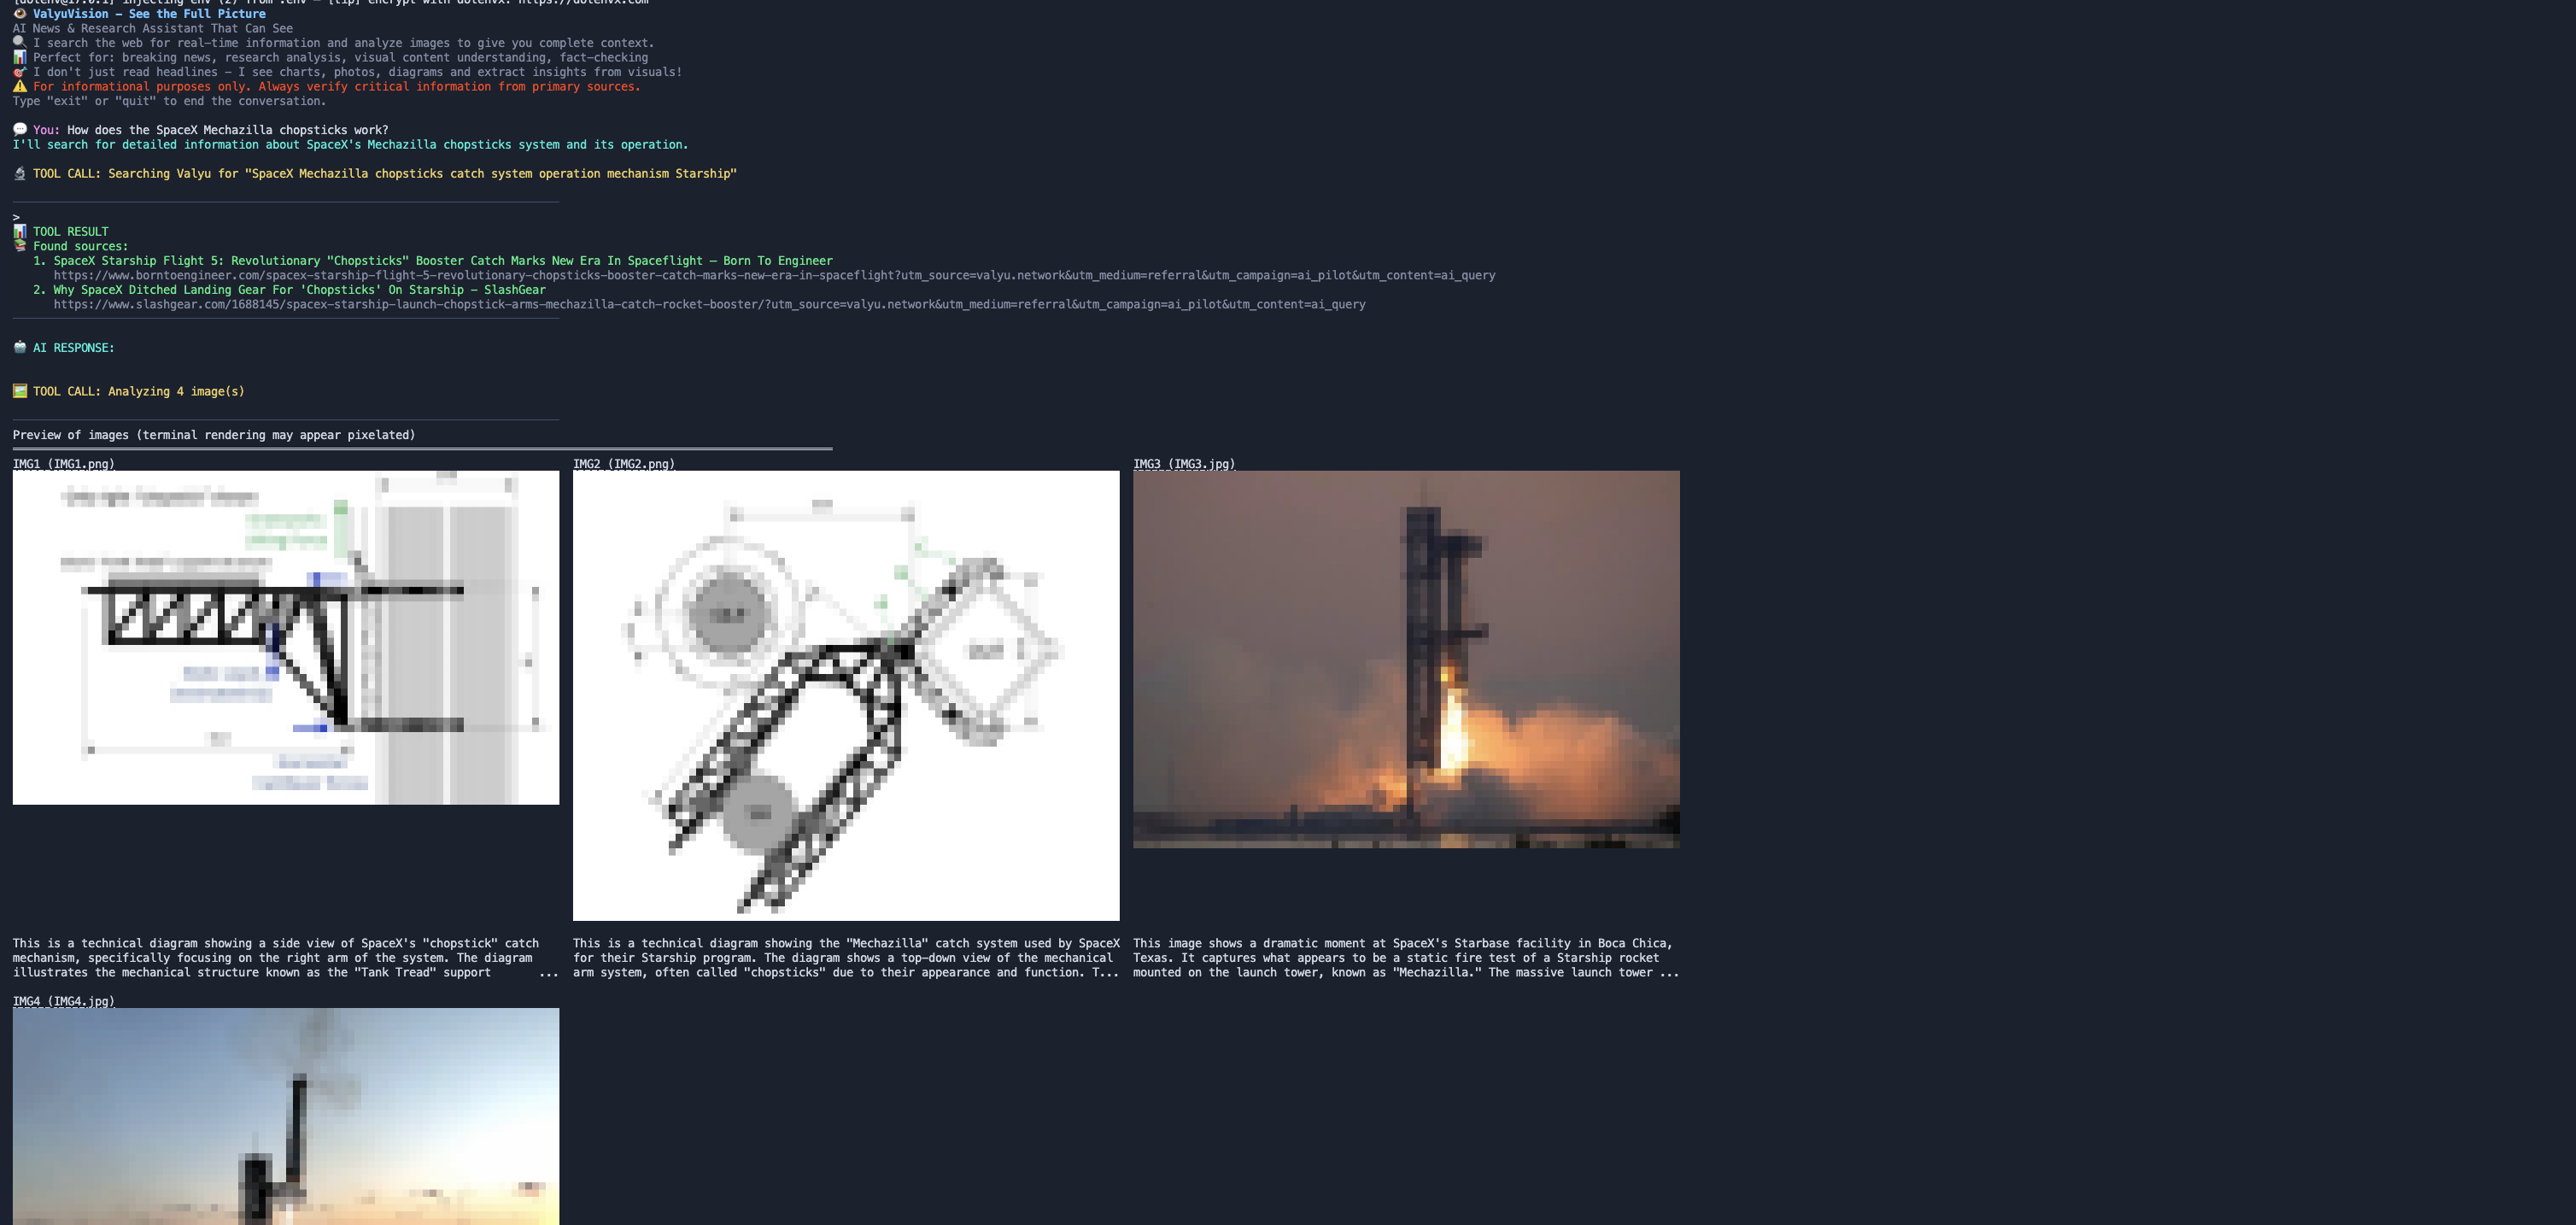 [dotenv@17.0.1] injecting env (2) from .env – [tip] encrypt with dotenvx: https://dotenvx.com
👁️ ValyuVision – See the Full Picture
AI News & Research Assistant That Can See
🔍 I search the web for real-time information and analyze images to give you complete context.
📊 Perfect for: breaking news, research analysis, visual content understanding, fact-checking
🎯 I don't just read headlines – I see charts, photos, diagrams and extract insights from visuals!
⚠️ For informational purposes only. Always verify critical information from primary sources.
Type "exit" or "quit" to end the conversation.
💬 You: How does the SpaceX Mechazilla chopsticks work?
I'll search for detailed information about SpaceX's Mechazilla chopsticks system and its operation.
🔬 TOOL CALL: Searching Valyu for "SpaceX Mechazilla chopsticks catch system operation mechanism Starship"
>
📊 TOOL RESULT
📚 Found sources:
1. SpaceX Starship Flight 5: Revolutionary "Chopsticks" Booster Catch Marks New Era In Spaceflight – Born To Engineer
https://www.borntoengineer.com/spacex-starship-flight-5-revolutionary-chopsticks-booster-catch-marks-new-era-in-spaceflight?utm_source=valyu.network&utm_medium=referral&utm_campaign=ai_pilot&utm_content=ai_query
2. Why SpaceX Ditched Landing Gear For 'Chopsticks' On Starship – SlashGear
https://www.slashgear.com/1688145/spacex-starship-launch-chopstick-arms-mechazilla-catch-rocket-booster/?utm_source=valyu.network&utm_medium=referral&utm_campaign=ai_pilot&utm_content=ai_query
🤖 AI RESPONSE:
🖼️ TOOL CALL: Analyzing 4 image(s)
Preview of images (terminal rendering may appear pixelated)
IMG1 (IMG1.png)
IMG2 (IMG2.png)
IMG3 (IMG3.jpg)
This is a technical diagram showing a side view of SpaceX's "chopstick" catch
mechanism, specifically focusing on the right arm of the system. The diagram
illustrates the mechanical structure known as the "Tank Tread" support ...
This is a technical diagram showing the "Mechazilla" catch system used by SpaceX
for their Starship program. The diagram shows a top-down view of the mechanical
arm system, often called "chopsticks" due to their appearance and function. T...
This image shows a dramatic moment at SpaceX's Starbase facility in Boca Chica,
Texas. It captures what appears to be a static fire test of a Starship rocket
mounted on the launch tower, known as "Mechazilla." The massive launch tower ...
IMG4 (IMG4.jpg)